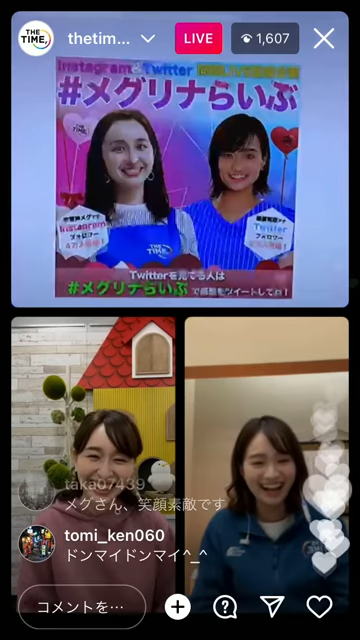 THE
TIME,
thetim...
LIVE
1,607
Instagram&Twitter
#メグリナらいぶ
THE
TIME,
Instagram
フォロワー
Twitter
フォロワー
THE
TIME,
Twitterを見てる人は
#メグリナらいぶ で感想をツイートしてね!
taka07439
メグさん、笑顔素敵です
tomi_ken060
ドンマイドンマイ^_^
コメントを…